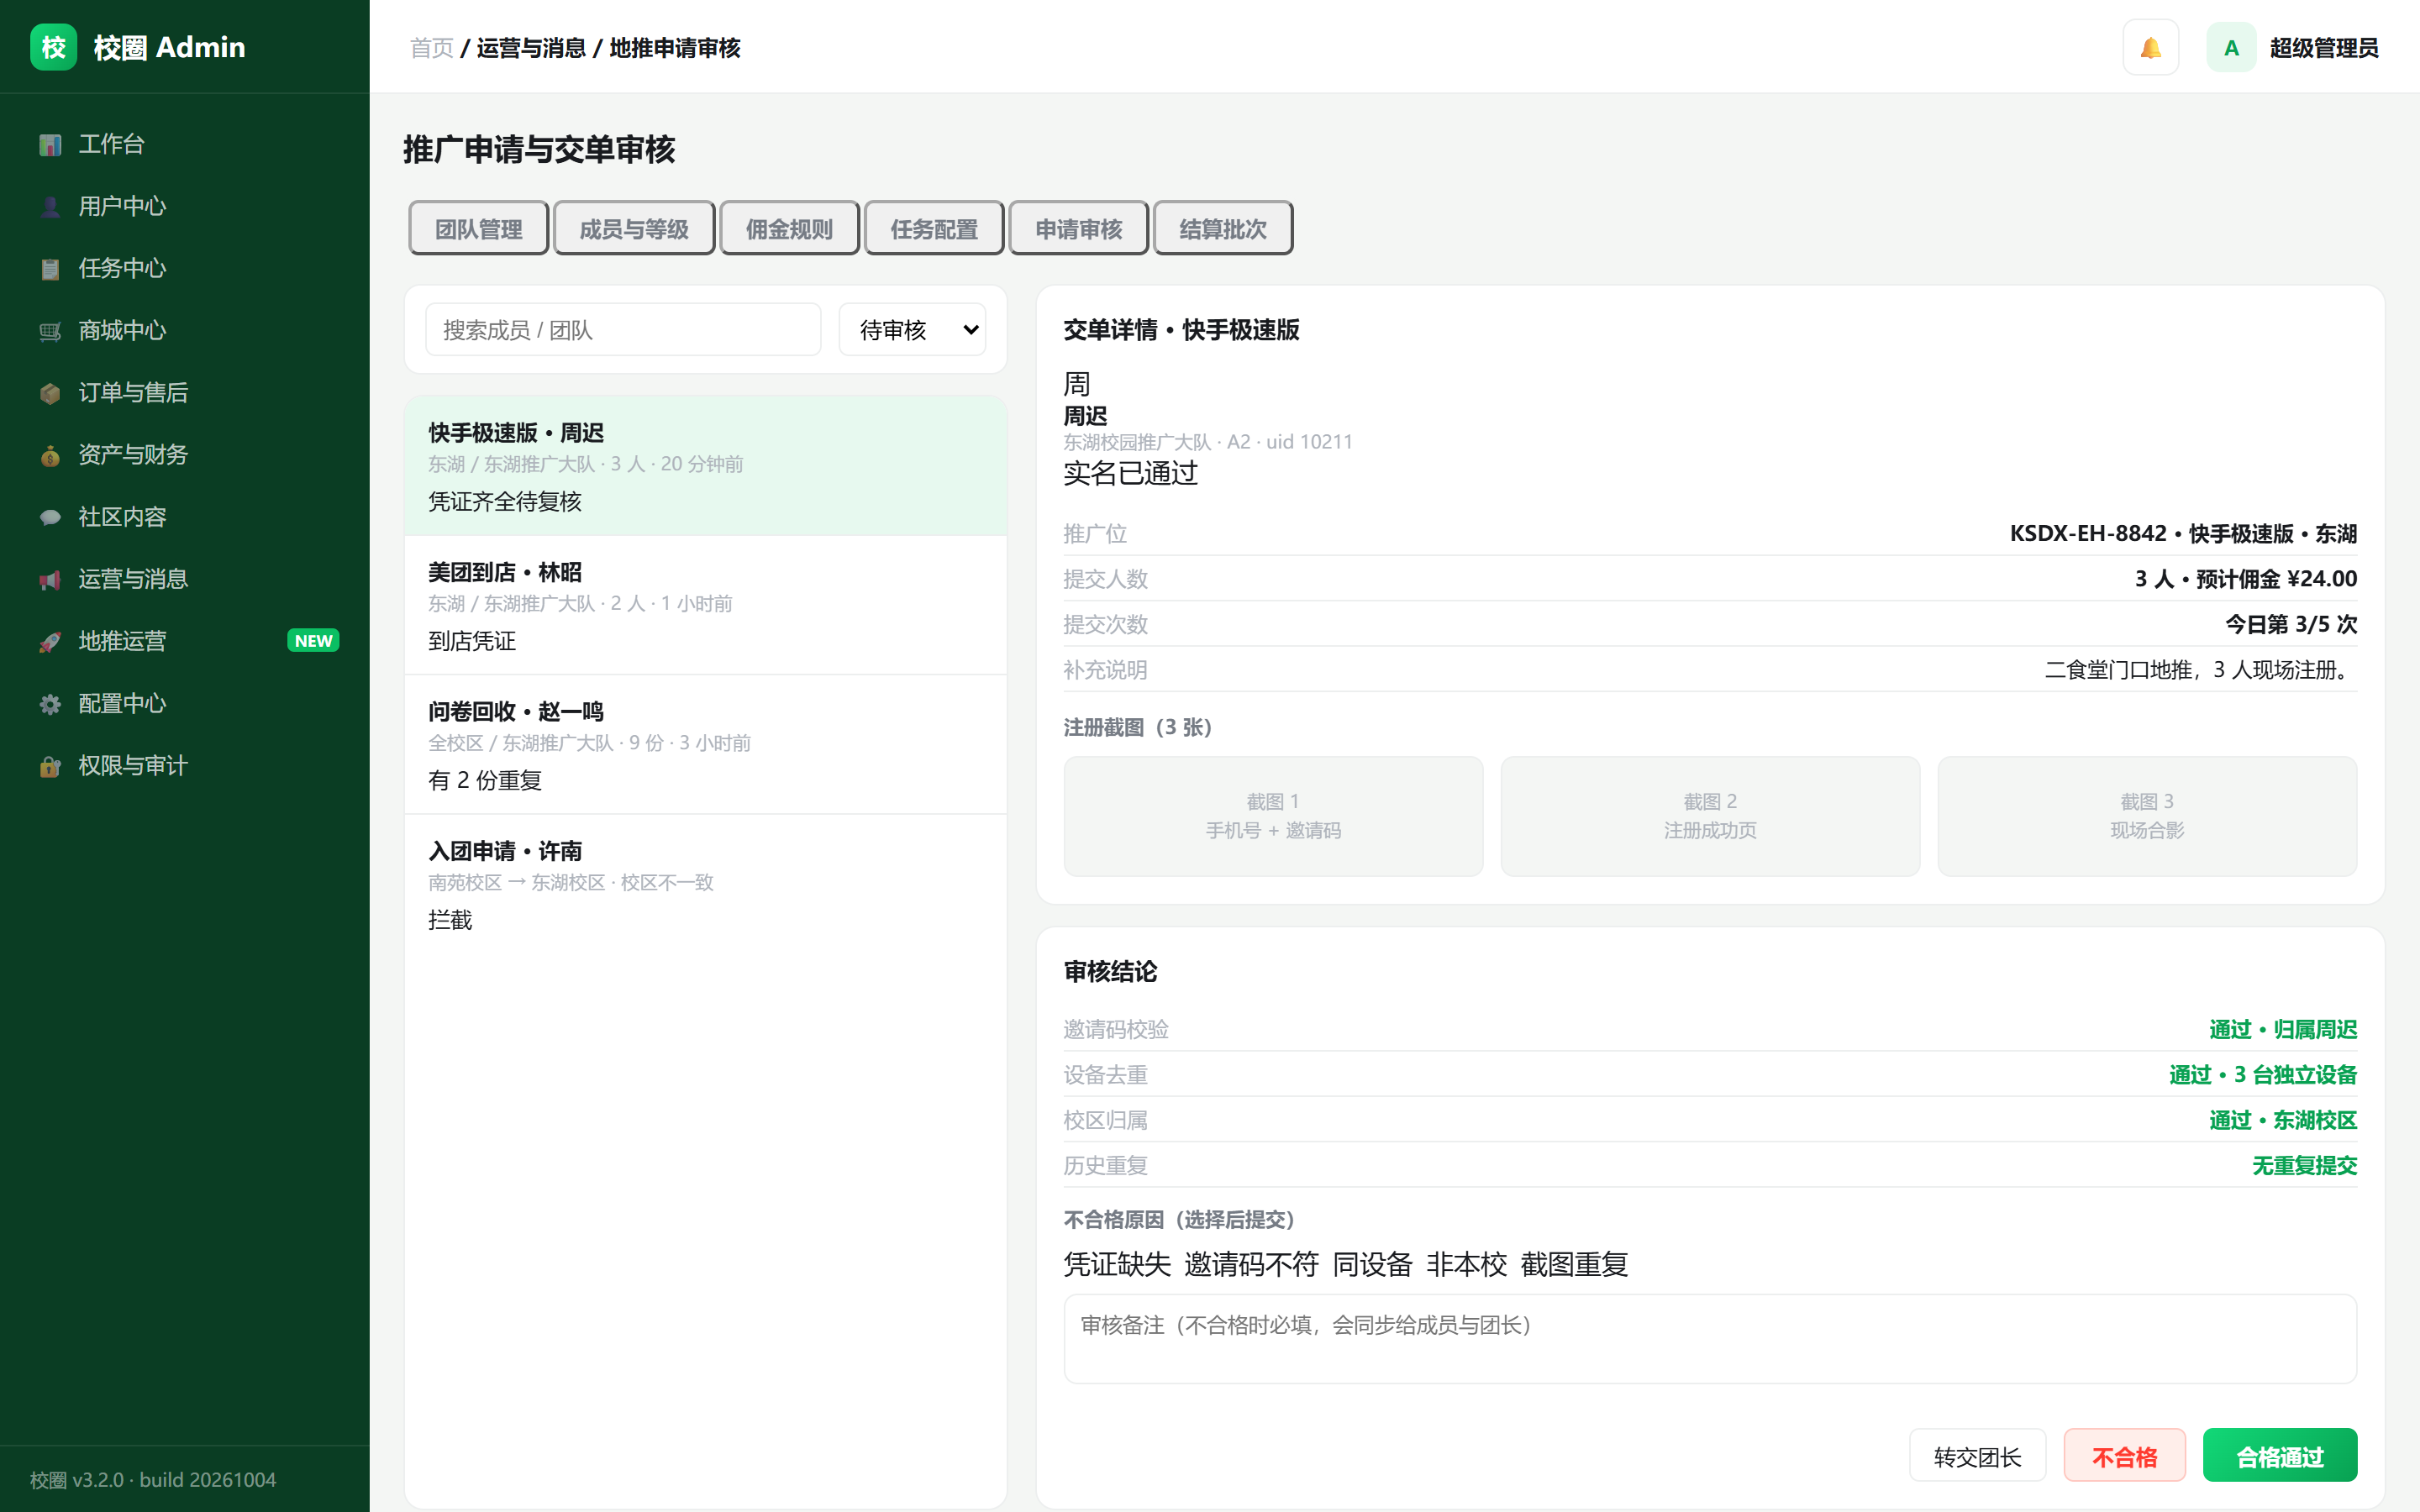 校 校圈 Admin
工作台
用户中心
任务中心
商城中心
订单与售后
资产与财务
社区内容
运营与消息
地推运营 NEW
配置中心
权限与审计
校圈 v3.2.0 · build 20261004
首页 / 运营与消息 / 地推申请审核
A 超级管理员
推广申请与交单审核
团队管理 成员与等级 佣金规则 任务配置 申请审核 结算批次
搜索成员 / 团队 待审核
快手极速版 • 周迟
东湖 / 东湖推广大队 · 3 人 · 20 分钟前
凭证齐全待复核
美团到店 • 林昭
东湖 / 东湖推广大队 · 2 人 · 1 小时前
到店凭证
问卷回收 • 赵一鸣
全校区 / 东湖推广大队 · 9 份 · 3 小时前
有 2 份重复
入团申请 • 许南
南苑校区 → 东湖校区 · 校区不一致
拦截
交单详情 • 快手极速版
周
周迟
东湖校园推广大队 · A2 · uid 10211
实名已通过
推广位 KSDX-EH-8842 • 快手极速版 • 东湖
提交人数 3 人 • 预计佣金 ¥24.00
提交次数 今日第 3/5 次
补充说明 二食堂门口地推，3 人现场注册。
注册截图（3 张）
截图 1
手机号 + 邀请码
截图 2
注册成功页
截图 3
现场合影
审核结论
邀请码校验 通过 • 归属周迟
设备去重 通过 • 3 台独立设备
校区归属 通过 • 东湖校区
历史重复 无重复提交
不合格原因（选择后提交）
凭证缺失 邀请码不符 同设备 非本校 截图重复
审核备注（不合格时必填，会同步给成员与团长）
转交团长 不合格 合格通过